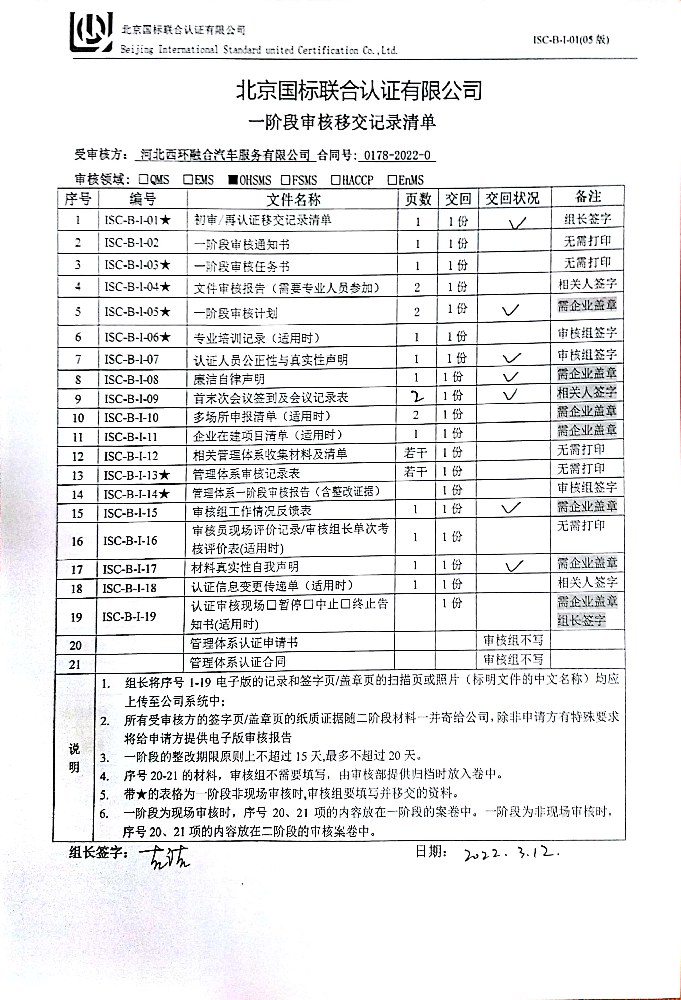 北京国标联合认证有限公司
Beijing International Standard united Certification Co.,Ltd.
ISC-B-I-01(05 版)
北京国标联合认证有限公司
一阶段审核移交记录清单
受审核方： 河北西环融合汽车服务有限公司 合同号: 0178-2022-0
审核领域：□QMS □EMS ■OHSMS □FSMS □HACCP □EnMS
序号 编号 文件名称 页数 交回 交回状况 备注
1 ISC-B-I-01★ 初审/再认证移交记录清单 1 1 份 ✓ 组长签字
2 ISC-B-I-02 一阶段审核通知书 1 1 份 无需打印
3 ISC-B-I-03★ 一阶段审核任务书 1 1 份 无需打印
4 ISC-B-I-04★ 文件审核报告（需要专业人员参加） 2 1 份 相关人签字
5 ISC-B-I-05★ 一阶段审核计划 2 1 份 ✓ 需企业盖章
6 ISC-B-I-06★ 专业培训记录（适用时） 1 1 份 审核组签字
7 ISC-B-I-07 认证人员公正性与真实性声明 1 1 份 ✓ 审核组签字
8 ISC-B-I-08 廉洁自律声明 1 1 份 ✓ 需企业盖章
9 ISC-B-I-09 首末次会议签到及会议记录表 2 1 份 ✓ 相关人签字
10 ISC-B-I-10 多场所申报清单（适用时） 2 1 份 需企业盖章
11 ISC-B-I-11 企业在建项目清单（适用时） 1 1 份 需企业盖章
12 ISC-B-I-12 相关管理体系收集材料及清单 若干 1 份 无需打印
13 ISC-B-I-13★ 管理体系审核记录表 若干 1 份 无需打印
14 ISC-B-I-14★ 管理体系一阶段审核报告（含整改证据） 1 份 审核组签字
15 ISC-B-I-15 审核组工作情况反馈表 1 1 份 ✓ 需企业盖章
16 ISC-B-I-16 审核员现场评价记录/审核组长单次考 1 1 份 无需打印
核评价表(适用时)
17 ISC-B-I-17 材料真实性自我声明 1 1 份 ✓ 需企业盖章
18 ISC-B-I-18 认证信息变更传递单（适用时） 1 1 份 相关人签字
19 ISC-B-I-19 认证审核现场□暂停□中止□终止告 1 份 需企业盖章
知书(适用时) 组长签字
20 管理体系认证申请书 审核组不写
21 管理体系认证合同 审核组不写
说明
1. 组长将序号 1-19 电子版的记录和签字页/盖章页的扫描页或照片（标明文件的中文名称）均应
上传至公司系统中;
2. 所有受审核方的签字页/盖章页的纸质证据随二阶段材料一并寄给公司,除非申请方有特殊要求
将给申请方提供电子版审核报告
3. 一阶段的整改期限原则上不超过 15 天,最多不超过 20 天。
4. 序号 20-21 的材料，审核组不需要填写，由审核部提供归档时放入卷中。
5. 带★的表格为一阶段非现场审核时,审核组要填写并移交的资料。
6. 一阶段为现场审核时，序号 20、21 项的内容放在一阶段的案卷中。一阶段为非现场审核时，
序号 20、21 项的内容放在二阶段的审核案卷中。
组长签字： 日期： 2022. 3.12.